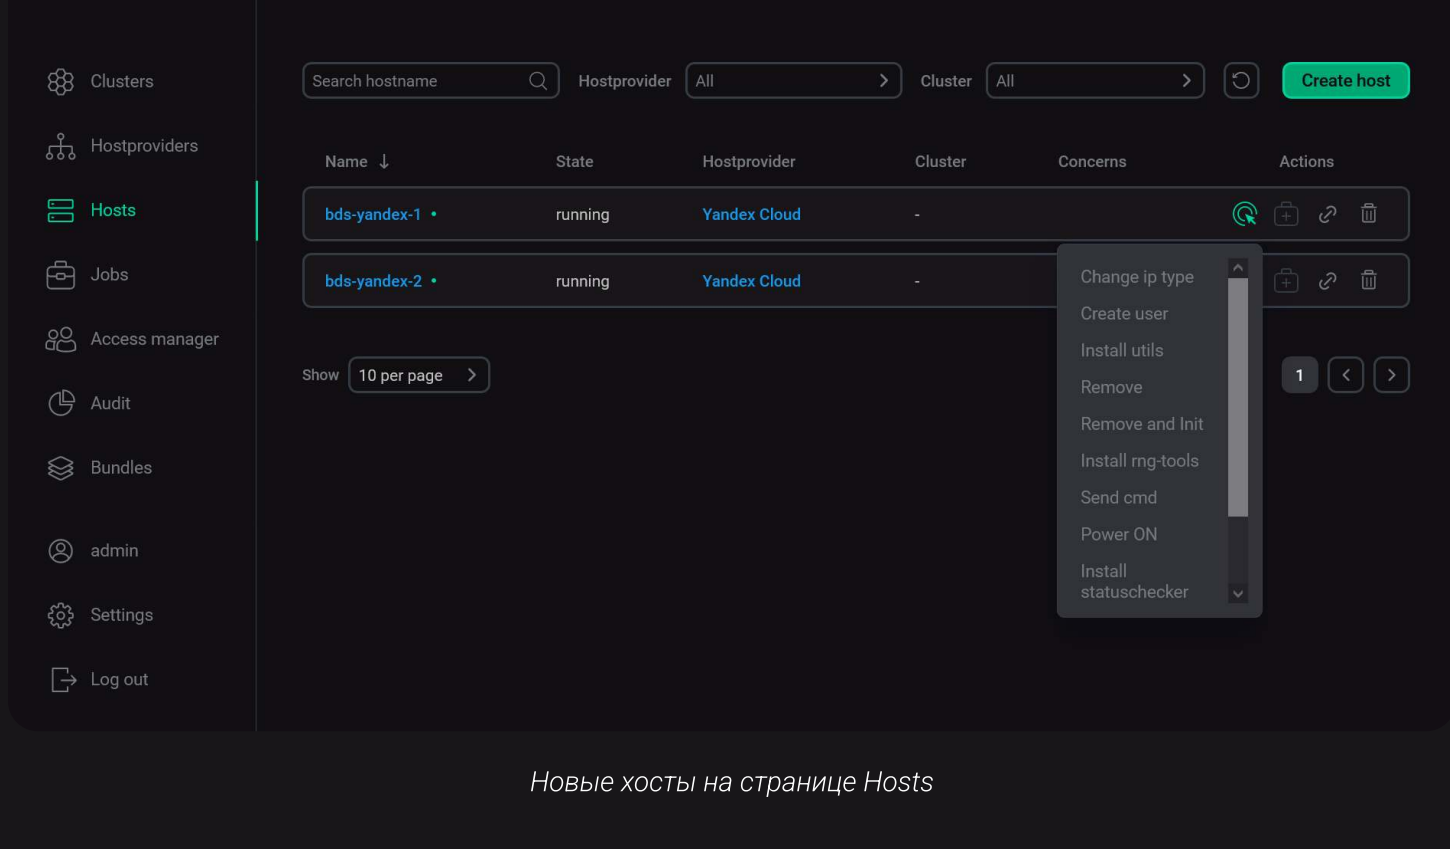 Clusters
Hostproviders
Hosts
Jobs
Access manager
Audit
Bundles
admin
Settings
Log out
Search hostname
Hostprovider
All
Cluster
All
Create host
Name
State
Hostprovider
Cluster
Concerns
Actions
bds-yandex-1
running
Yandex Cloud
-
bds-yandex-2
running
Yandex Cloud
-
Change ip type
Create user
Install utils
Remove
Remove and Init
Install rng-tools
Send cmd
Power ON
Install
statuschecker
Show
10 per page
1
Новые хосты на странице Hosts